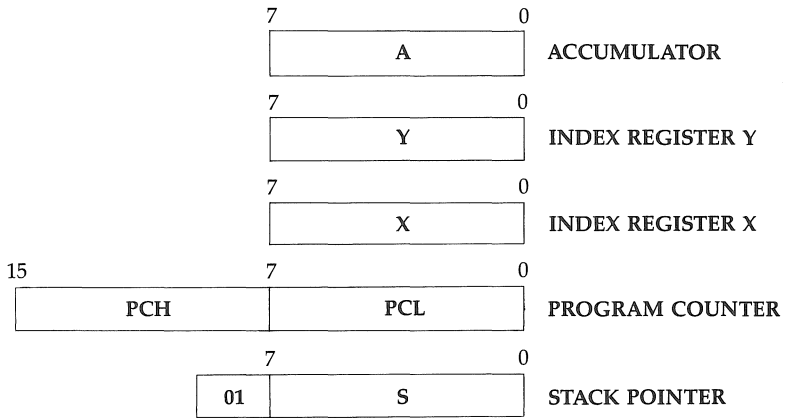 7 0
A ACCUMULATOR
7 0
Y INDEX REGISTER Y
7 0
X INDEX REGISTER X
15 7 0
PCH PCL PROGRAM COUNTER
7 0
01 S STACK POINTER